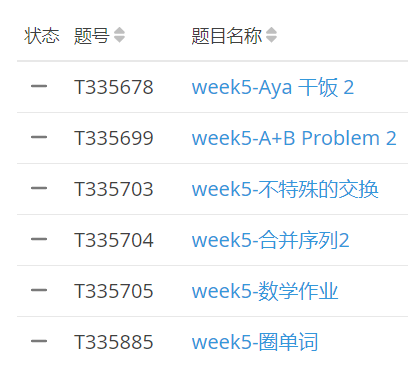 状态 题号 题目名称
T335678 week5-Aya 干饭 2
T335699 week5-A+B Problem 2
T335703 week5-不特殊的交换
T335704 week5-合并序列2
T335705 week5-数学作业
T335885 week5-圈单词